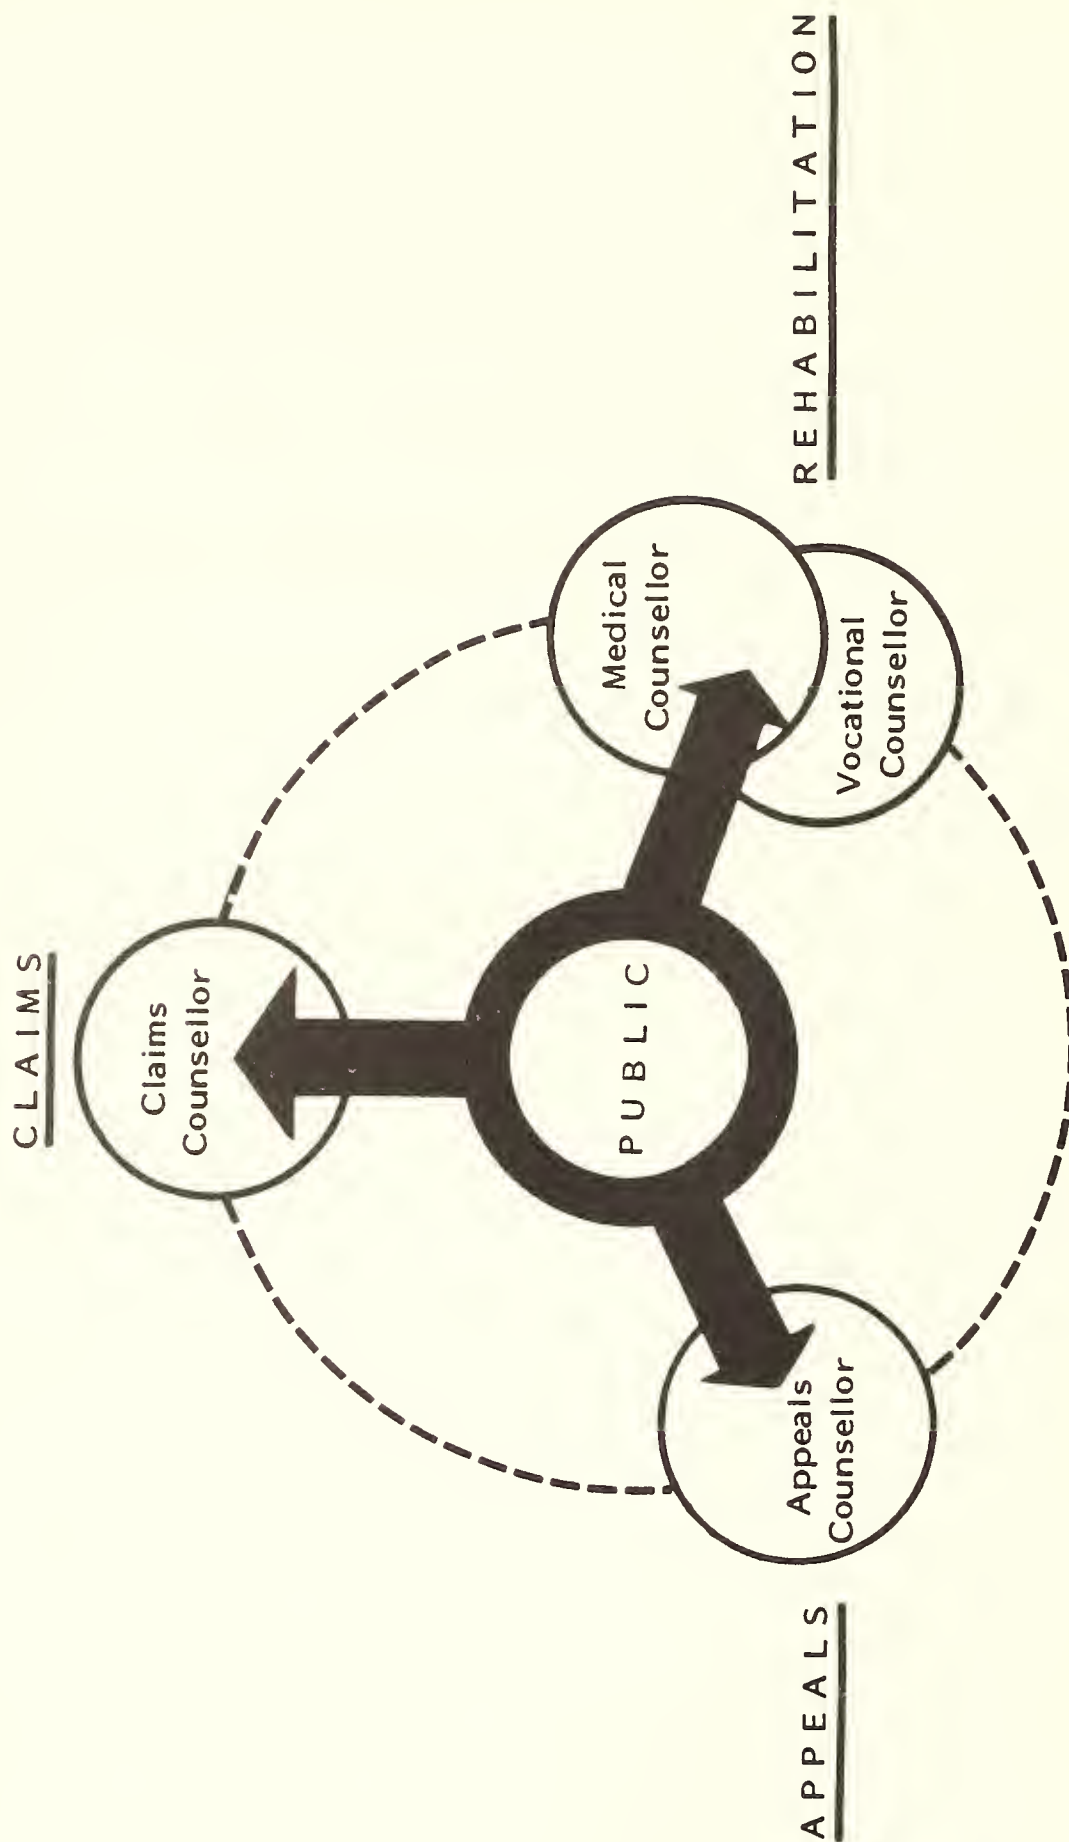 CLAIMS
Claims
Counsellor
PUBLIC
Appeals
Counsellor
APPEALS
Medical
Counsellor
Vocational
Counsellor
REHABILITATION